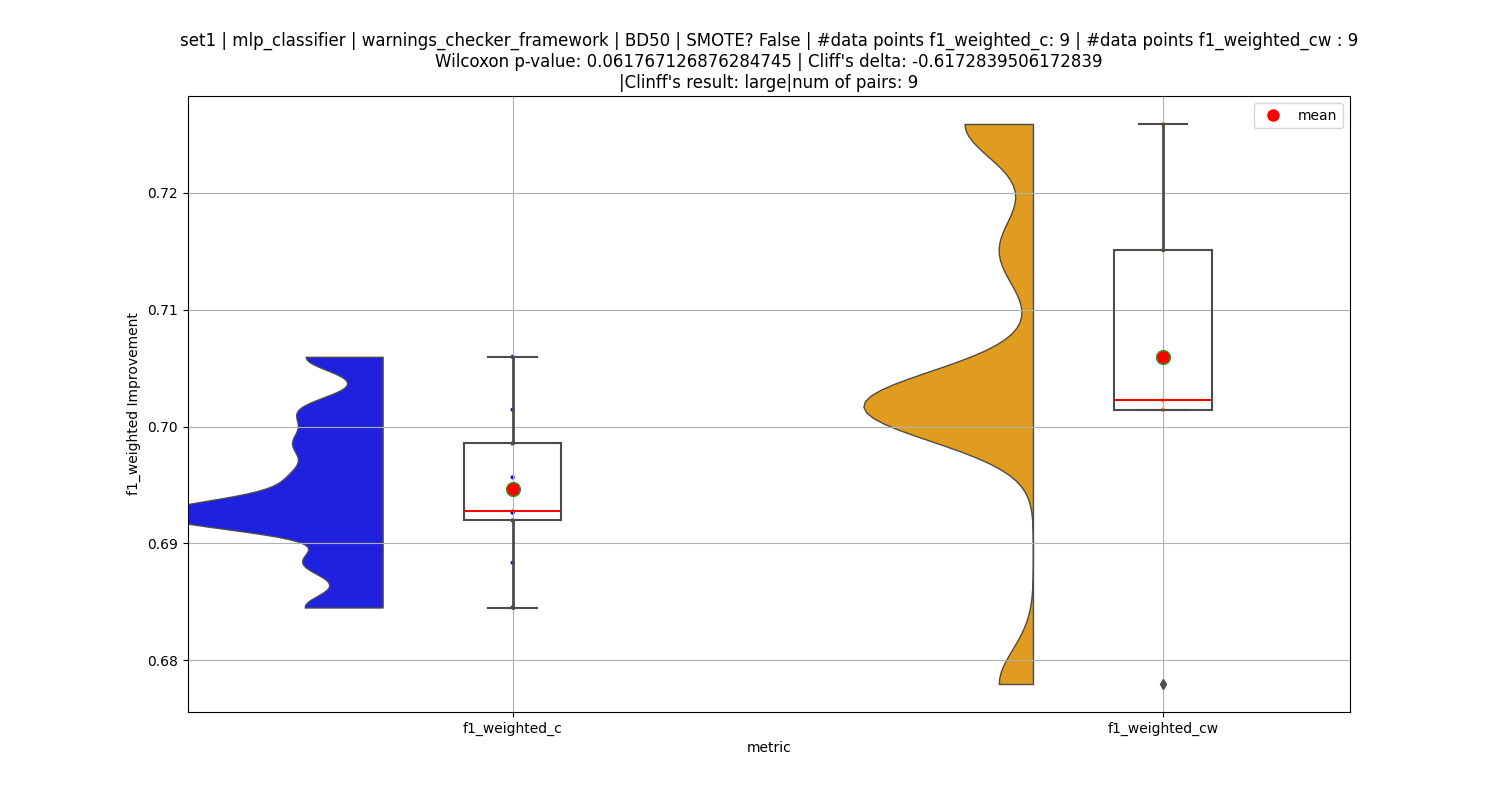 set1 | mlp_classifier | warnings_checker_framework | BD50 | SMOTE? False | #data points f1_weighted_c: 9 | #data points f1_weighted_cw : 9
Wilcoxon p-value: 0.061767126876284745 | Cliff's delta: -0.6172839506172839
|Clinff's result: large|num of pairs: 9
mean
0.72
0.71
0.70
0.69
0.68
f1_weighted Improvement
f1_weighted_c
f1_weighted_cw
metric